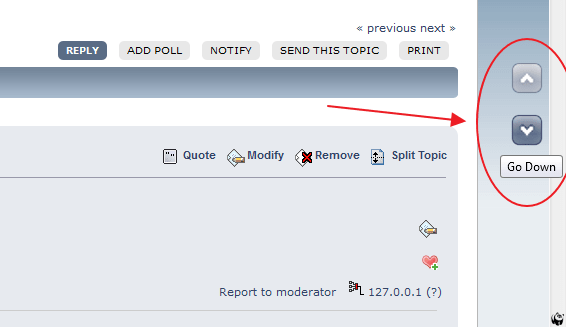 « previous next »
REPLY ADD POLL NOTIFY SEND THIS TOPIC PRINT
Quote Modify Remove Split Topic
Go Down
Report to moderator 127.0.0.1 (?)